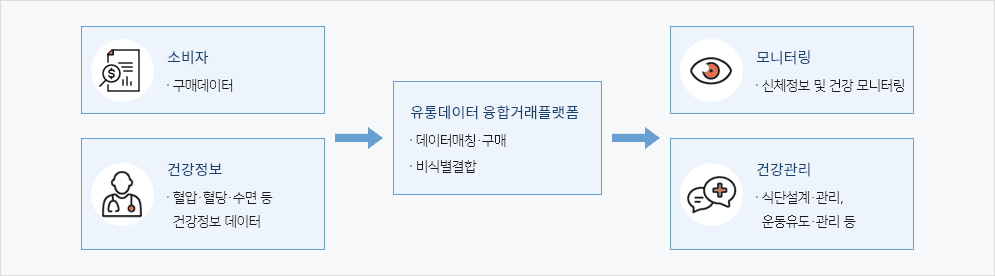 소비자
· 구매데이터
건강정보
· 혈압·혈당·수면 등
건강정보 데이터
유통데이터 융합거래플랫폼
· 데이터매칭·구매
· 비식별결합
모니터링
· 신체정보 및 건강 모니터링
건강관리
· 식단설계·관리,
운동유도·관리 등